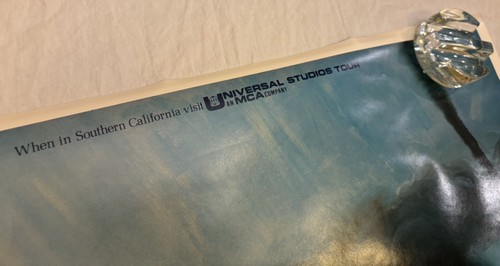 When in Southern California visit UNIVERSAL STUDIOS TOUR
AN MCA COMPANY